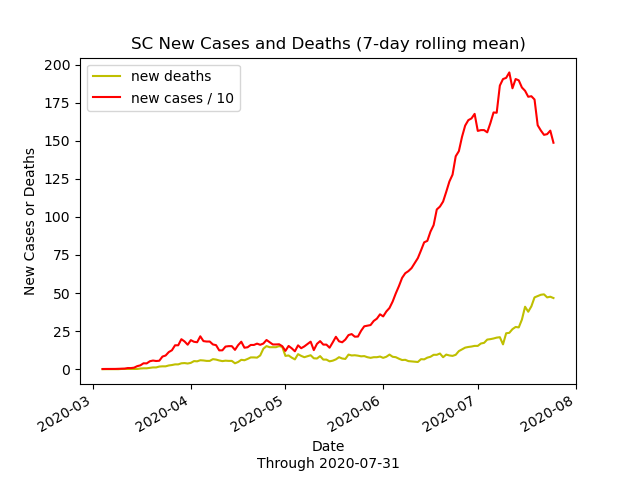 SC New Cases and Deaths (7-day rolling mean)
new deaths
new cases / 10
200
175
150
125
100
75
50
25
0
New Cases or Deaths
2020-03
2020-04
2020-05
2020-06
2020-07
2020-08
Date
Through 2020-07-31